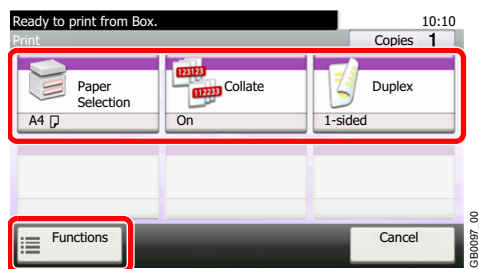 Ready to print from Box.
10:10
Print
Copies 1
123123
112233
Paper
Selection
Collate
Duplex
A4
On
1-sided
Functions
Cancel
GB0097_00